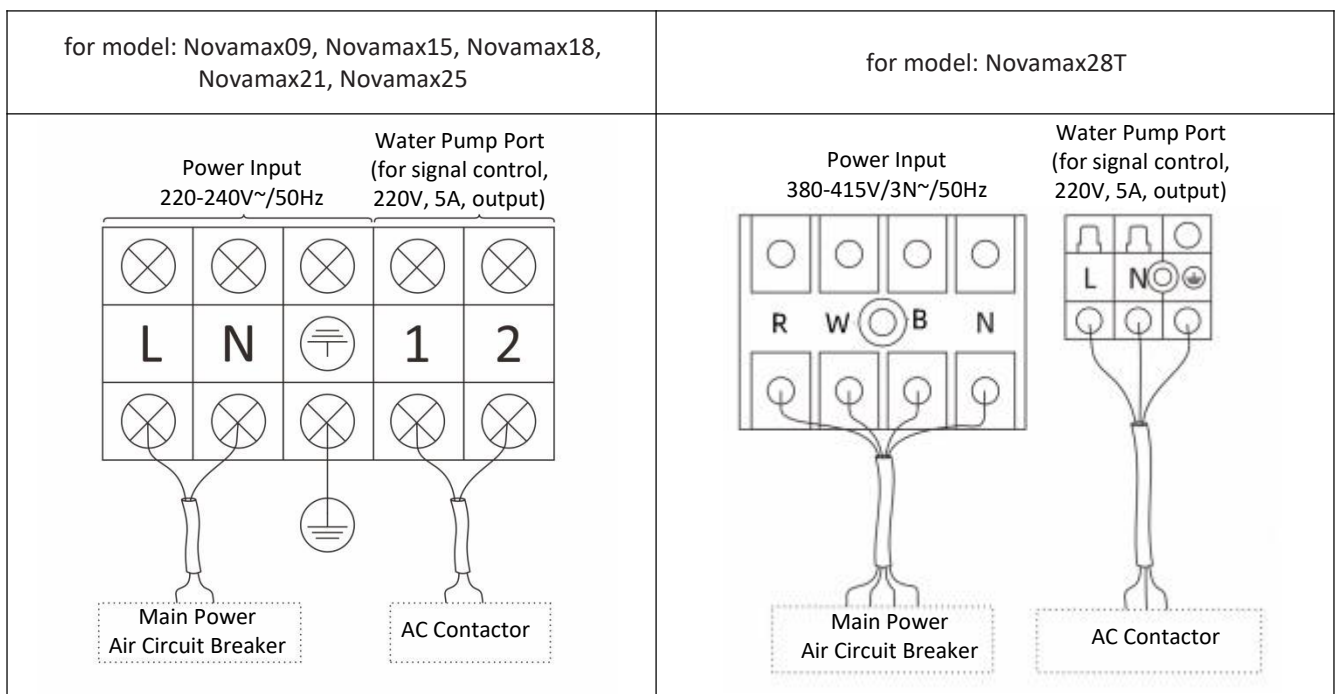 for model: Novamax09, Novamax15, Novamax18,
Novamax21, Novamax25
for model: Novamax28T
Power Input
220-240V~/50Hz
Water Pump Port
(for signal control,
220V, 5A, output)
L N 1 2
Main Power
Air Circuit Breaker
AC Contactor
Power Input
380-415V/3N~/50Hz
Water Pump Port
(for signal control,
220V, 5A, output)
R W B N
L N
Main Power
Air Circuit Breaker
AC Contactor